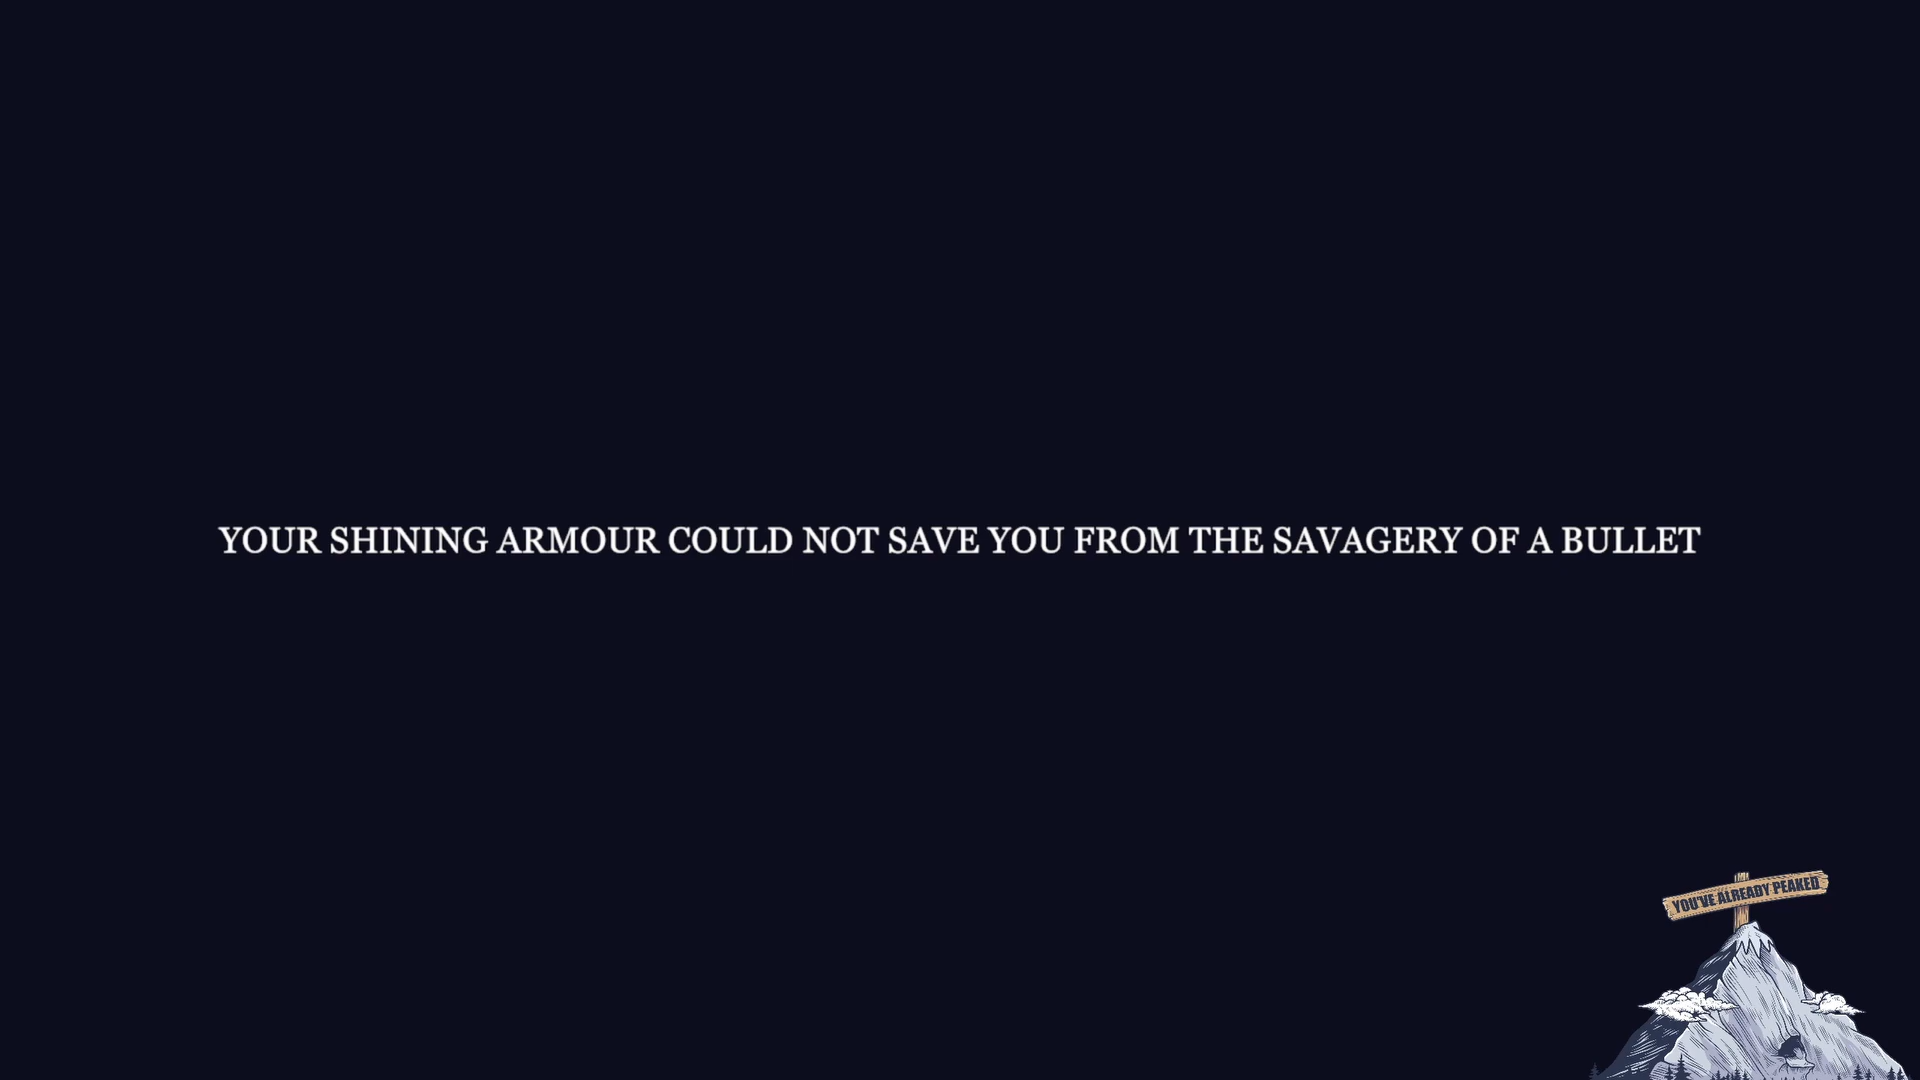 YOUR SHINING ARMOUR COULD NOT SAVE YOU FROM THE SAVAGERY OF A BULLET
YOU'VE ALREADY PEAKED